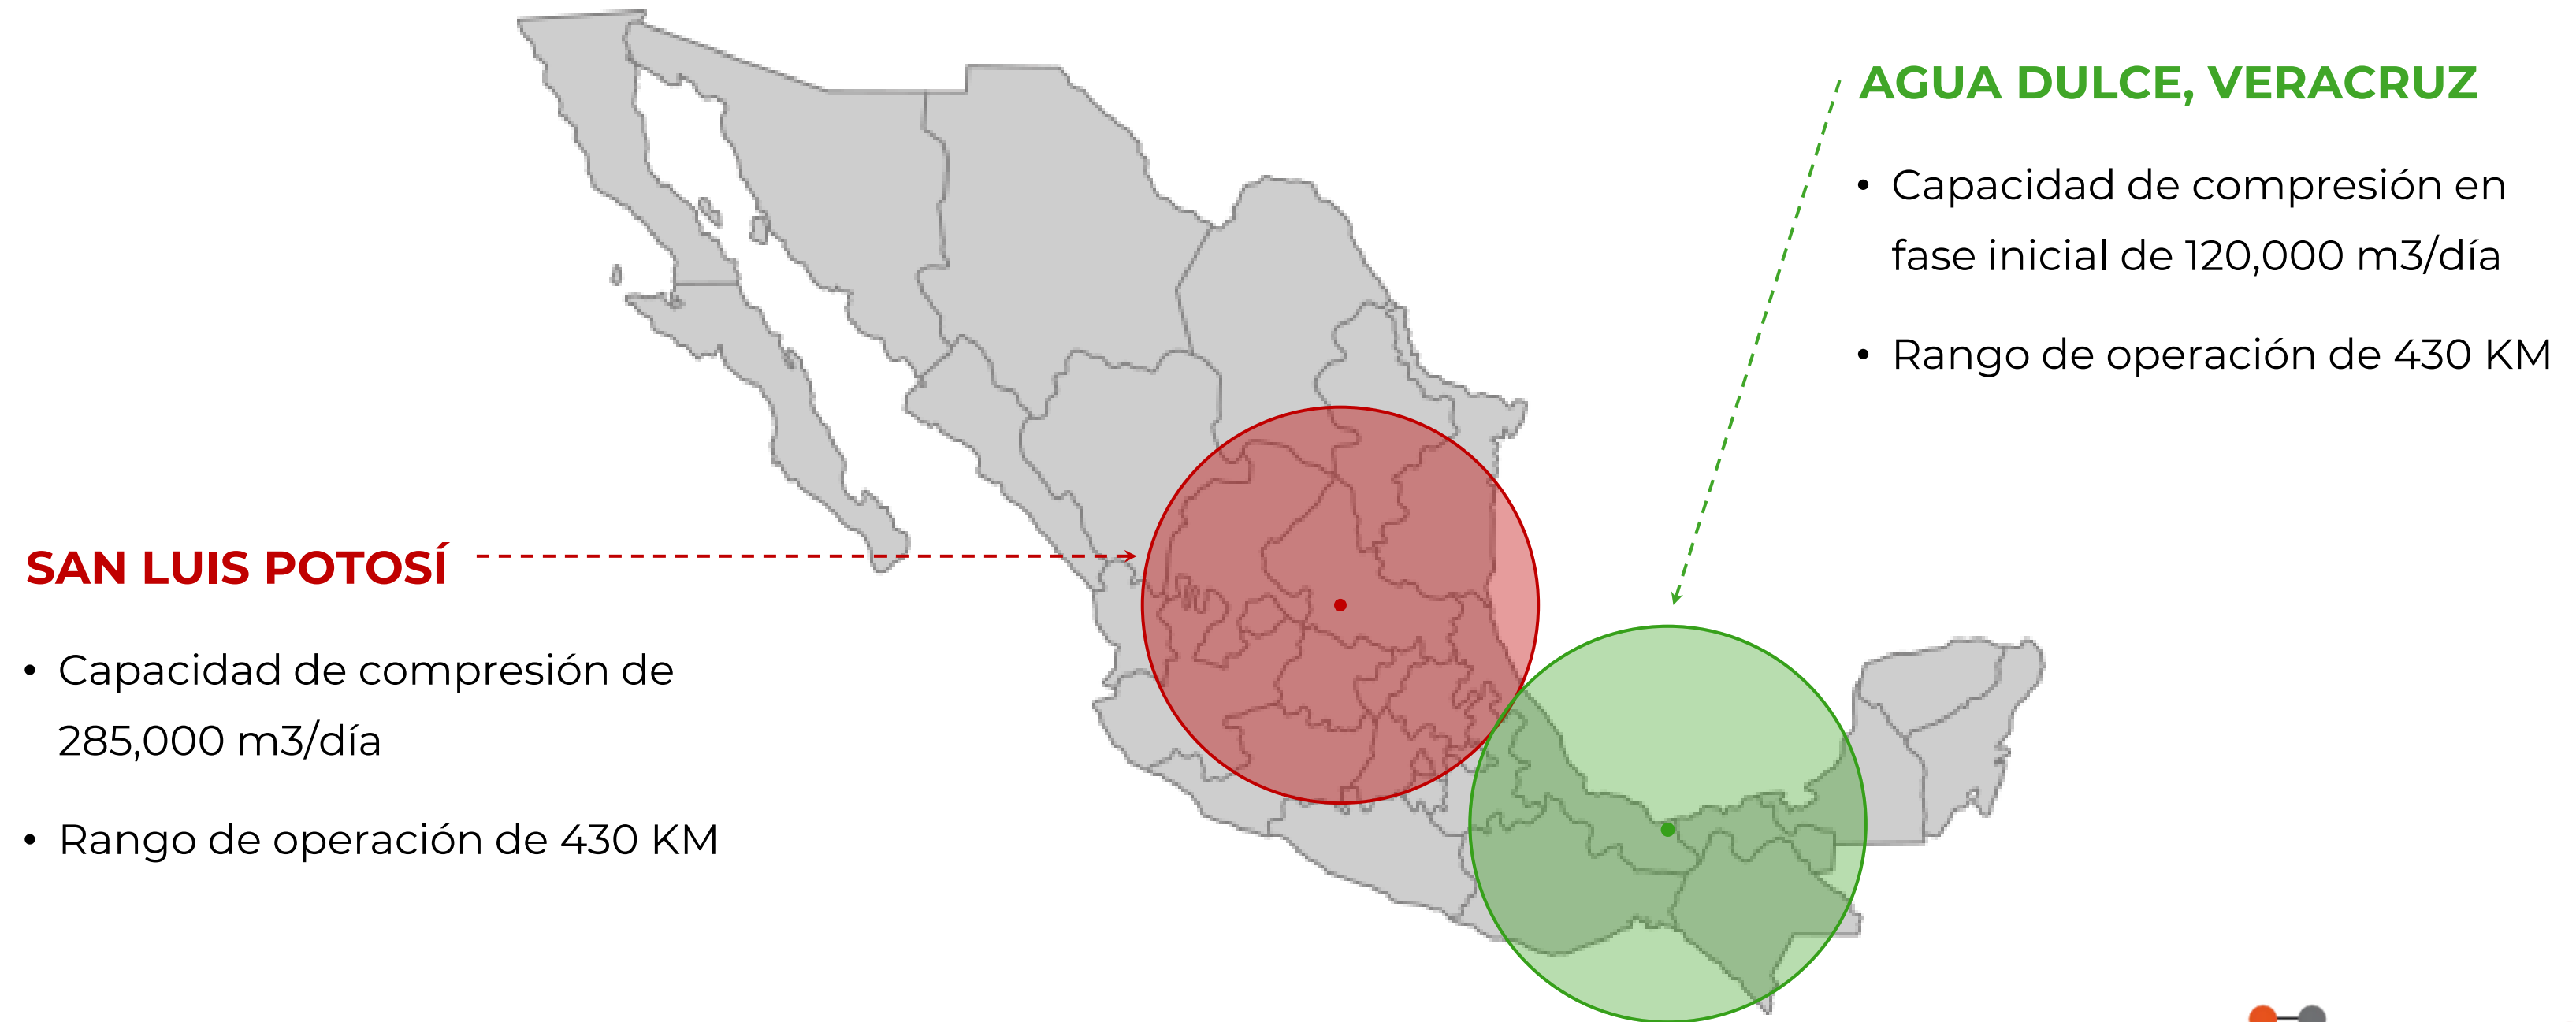 AGUA DULCE, VERACRUZ
• Capacidad de compresión en
fase inicial de 120,000 m3/día
• Rango de operación de 430 KM
SAN LUIS POTOSÍ
• Capacidad de compresión de
285,000 m3/día
• Rango de operación de 430 KM